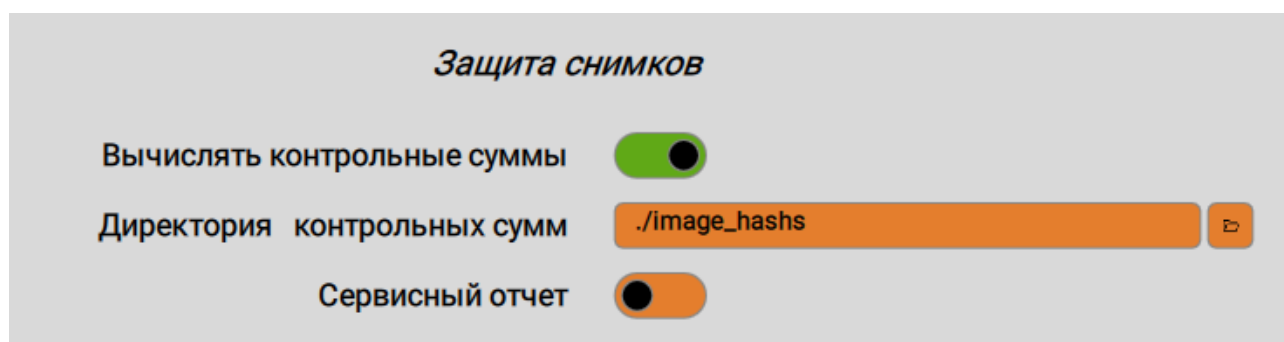 Защита снимков
Вычислять контрольные суммы
Директория контрольных сумм ./image_hashs
Сервисный отчет